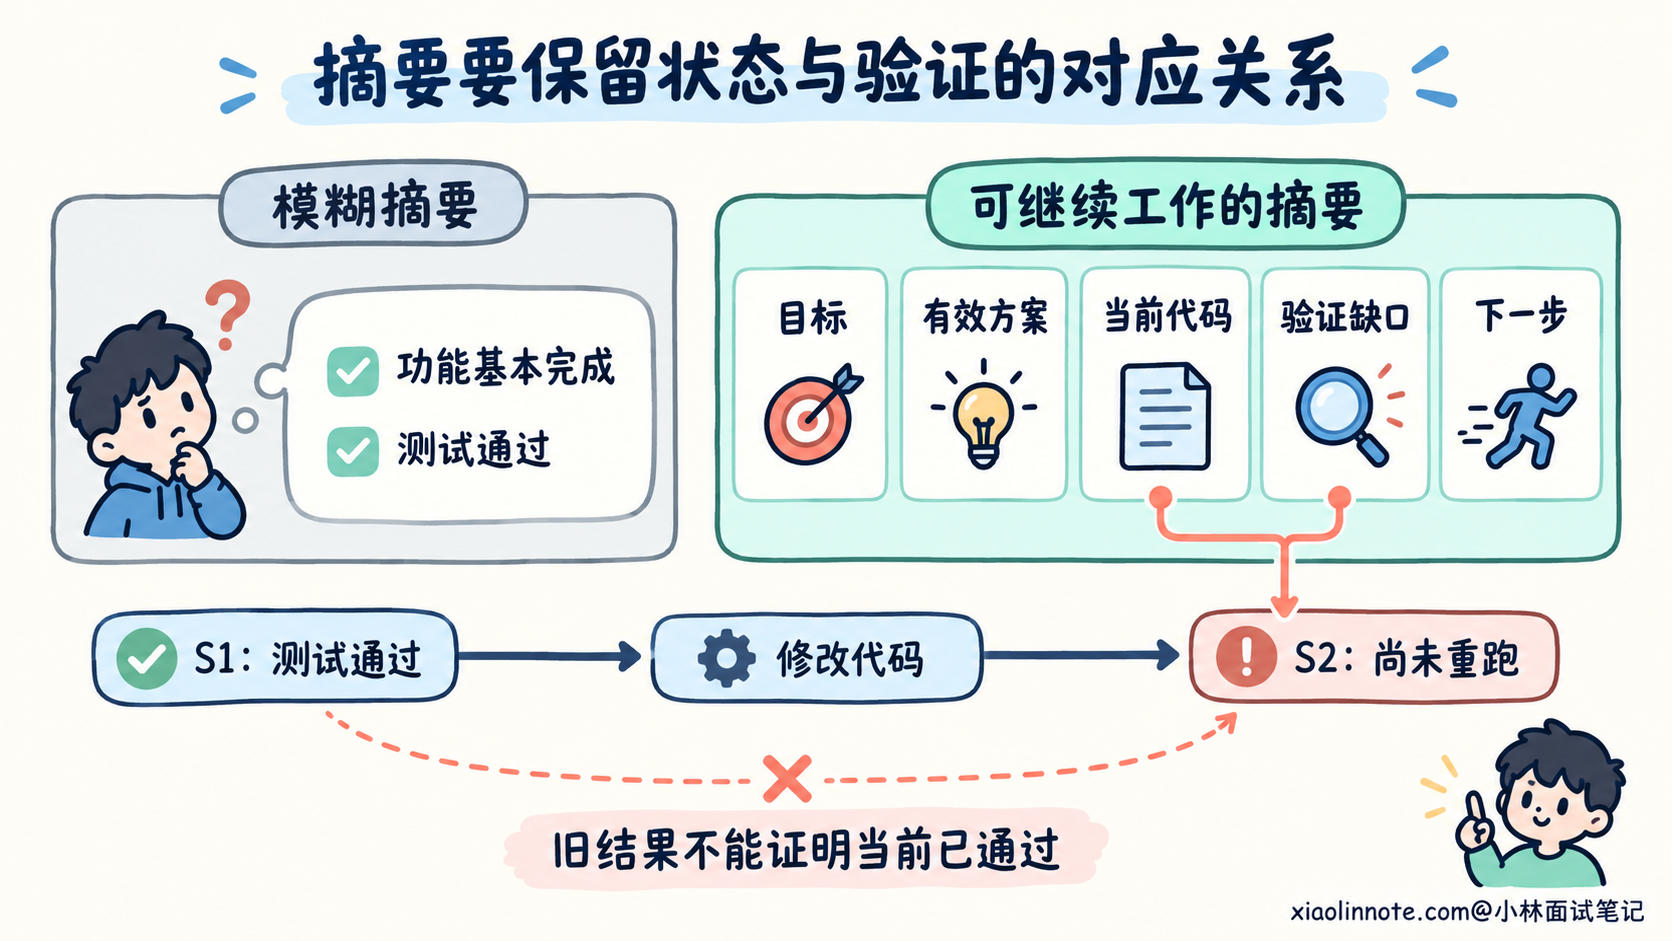 摘要要保留状态与验证的对应关系
模糊摘要
?
功能基本完成
测试通过
可继续工作的摘要
目标
有效方案
当前代码
验证缺口
下一步
S1：测试通过
修改代码
S2：尚未重跑
旧结果不能证明当前已通过
xiaolinnote.com@小林面试笔记